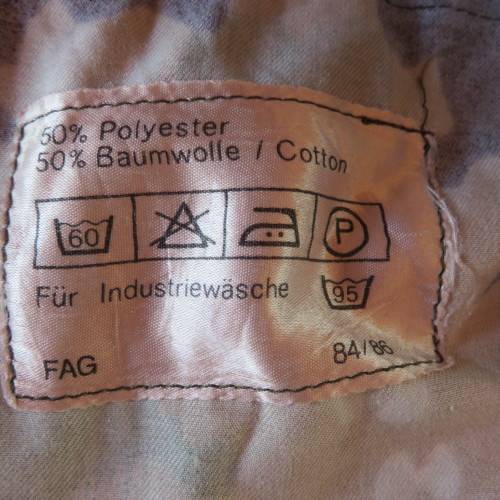 50% Polyester
50% Baumwolle / Cotton
60 P
Für Industriewäsche 95
FAG 84/86